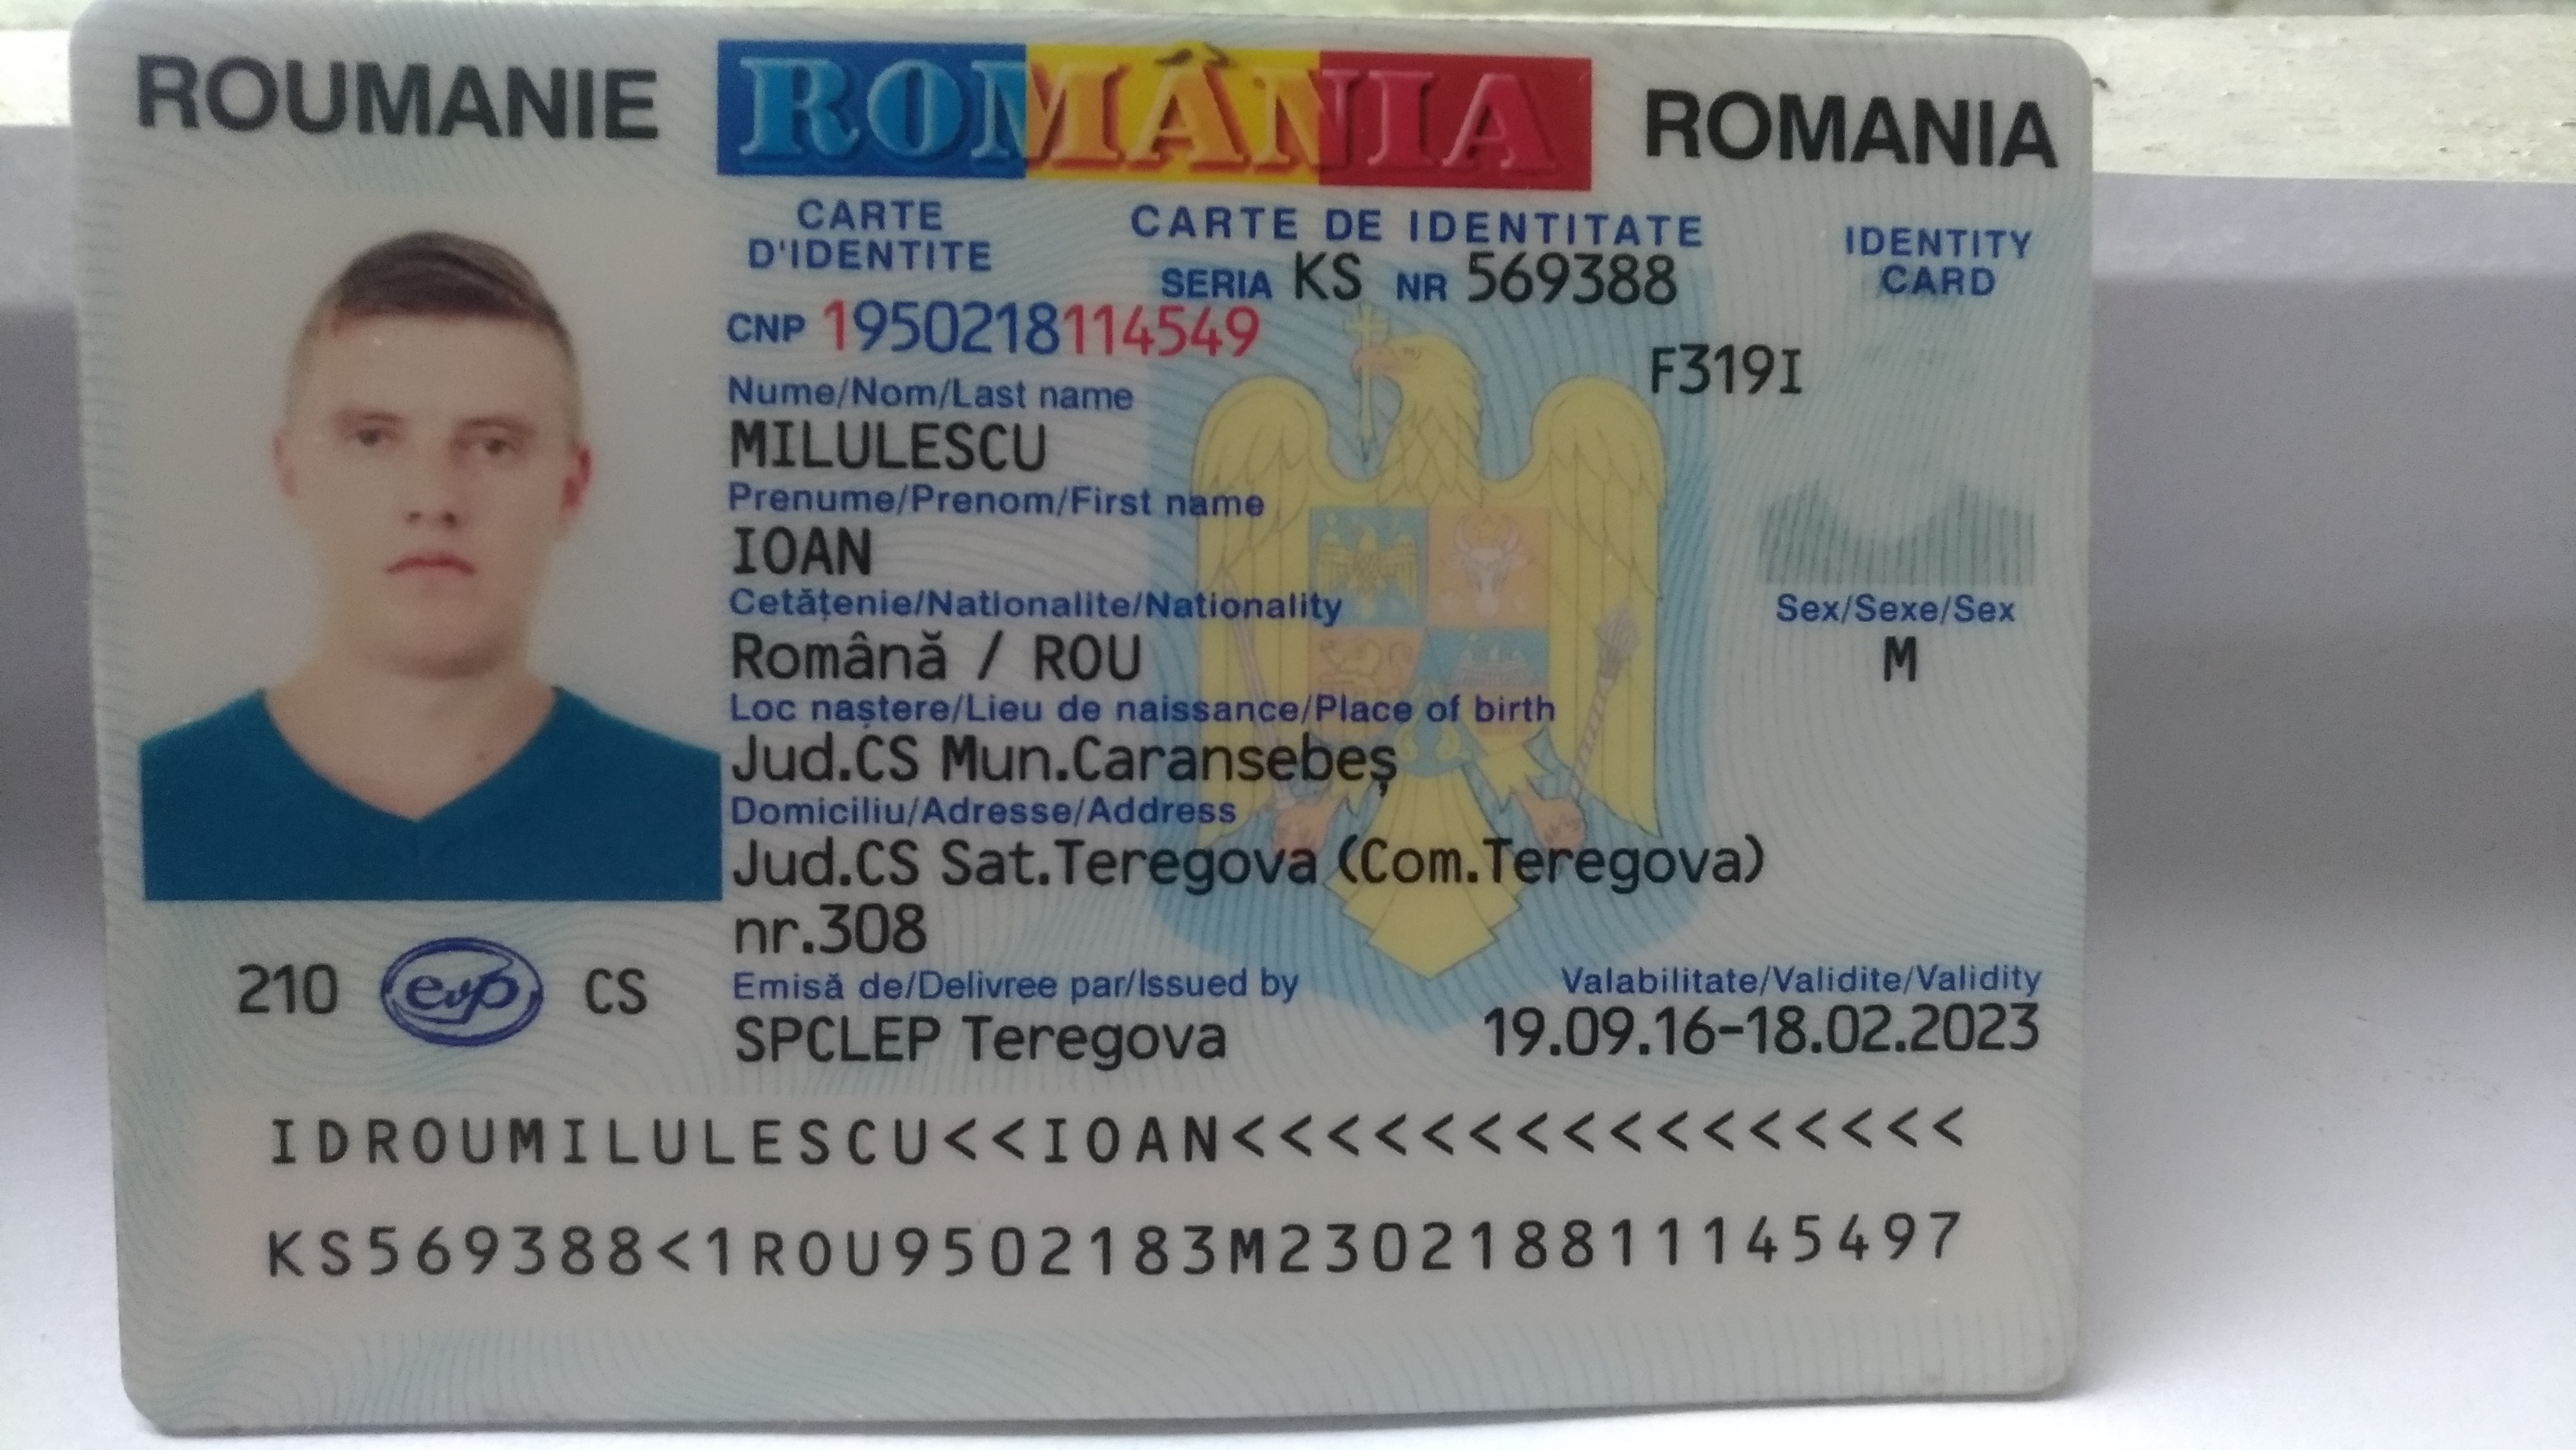 ROUMANIE ROMÂNIA ROMANIA
CARTE D'IDENTITE
CARTE DE IDENTITATE
IDENTITY CARD
SERIA KS NR 569388
CNP 1950218114549
F319I
Nume/Nom/Last name
MILULESCU
Prenume/Prenom/First name
IOAN
Cetățenie/Nationalite/Nationality
Română / ROU
Sex/Sexe/Sex
M
Loc naștere/Lieu de naissance/Place of birth
Jud.CS Mun.Caransebeș
Domiciliu/Adresse/Address
Jud.CS Sat.Teregova (Com.Teregova)
nr.308
210 evp CS
Emisă de/Delivree par/Issued by
SPCLEP Teregova
Valabilitate/Validite/Validity
19.09.16-18.02.2023
IDROUMILULESCU<<IOAN<<<<<<<<<<<<<<<<
KS569388<1ROU9502183M230218811145497